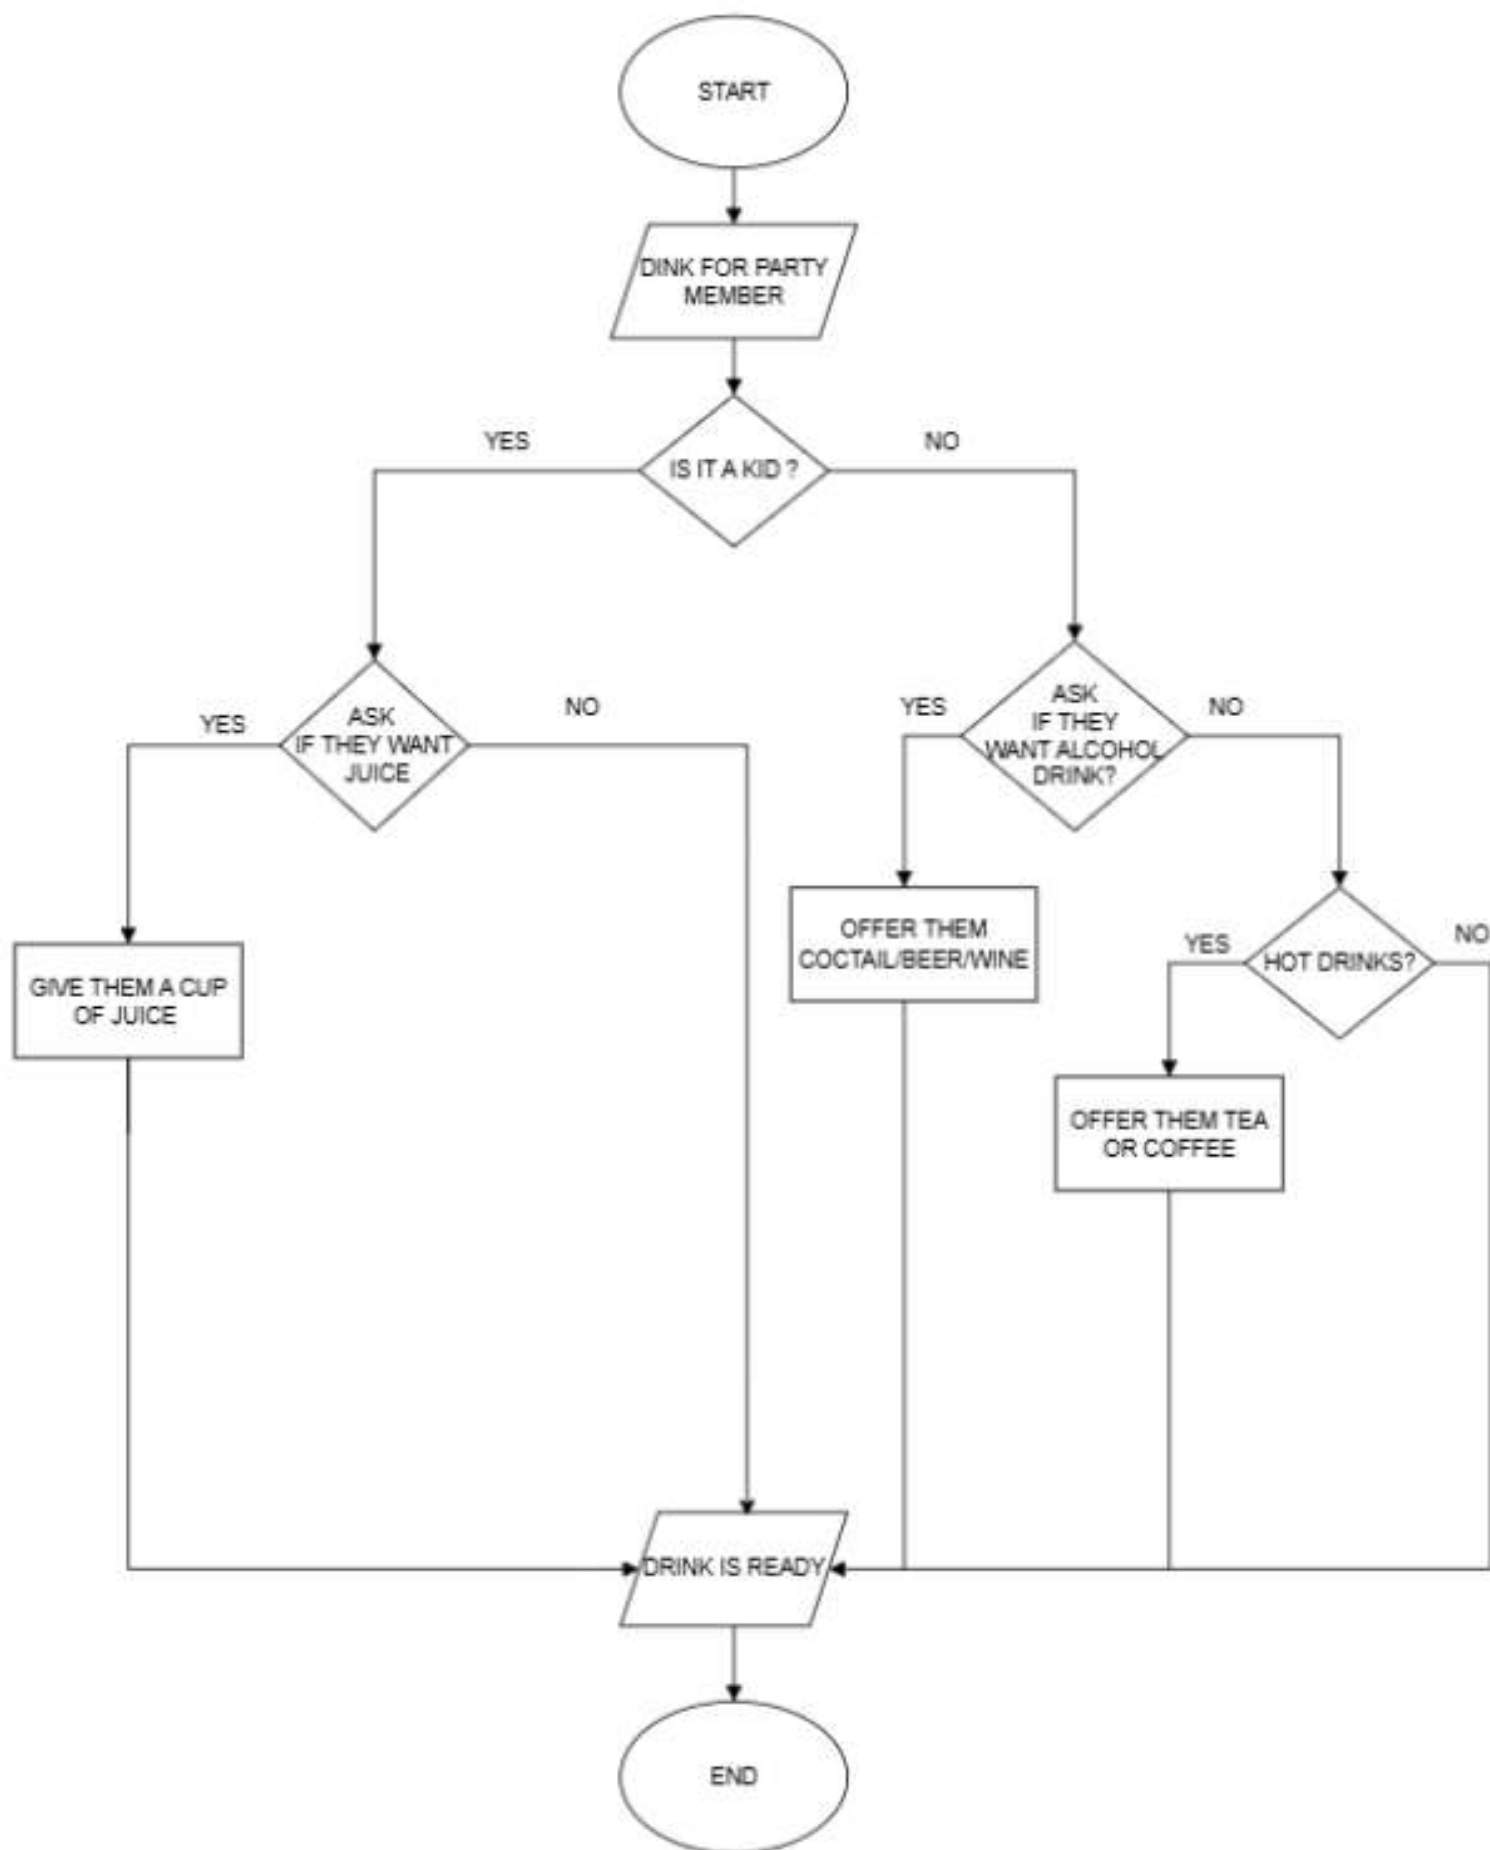 START
DINK FOR PARTY
MEMBER
YES
NO
IS IT A KID ?
YES
ASK
IF THEY WANT
JUICE
NO
YES
ASK
IF THEY
WANT ALCOHOL
DRINK?
NO
GIVE THEM A CUP
OF JUICE
OFFER THEM
COCTAIL/BEER/WINE
YES
HOT DRINKS?
NO
OFFER THEM TEA
OR COFFEE
DRINK IS READY
END